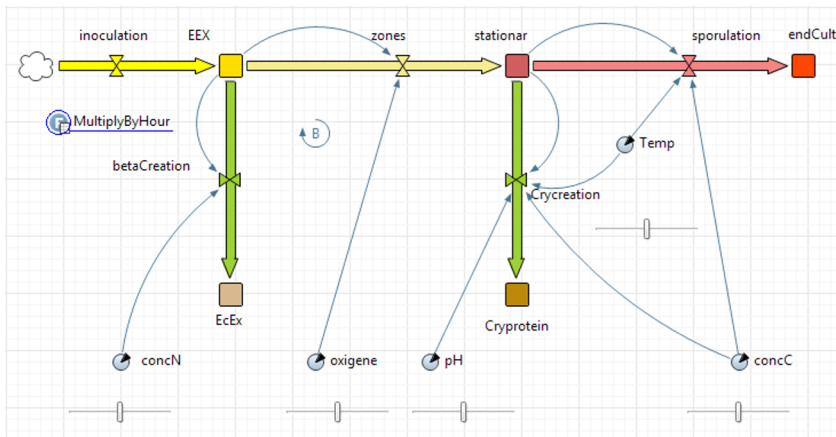 inoculation
EEX
zones
stationar
sporulation
endCult
MultiplyByHour
B
Temp
betaCreation
Crycreation
EcEx
Cryprotein
concN
oxigene
pH
concC